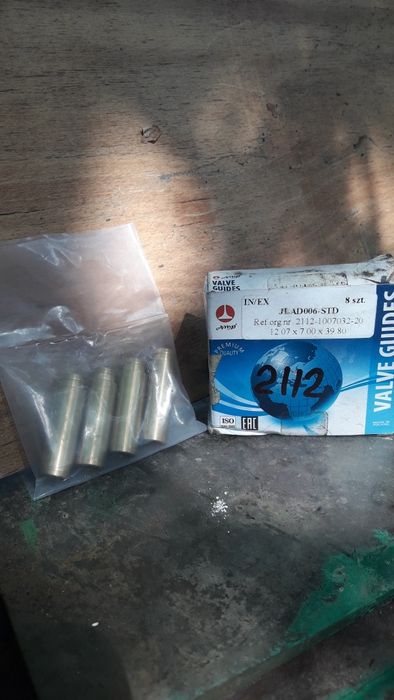 VALVE
GUIDES
IN/EX 8 szt.
JLAD006-STD
Ref org nr 2112-1007032-20
12.07 x 7.00 x 39.80
AMP
PREMIUM
QUALITY
2112
ISO
EAC
VALVE GUIDES